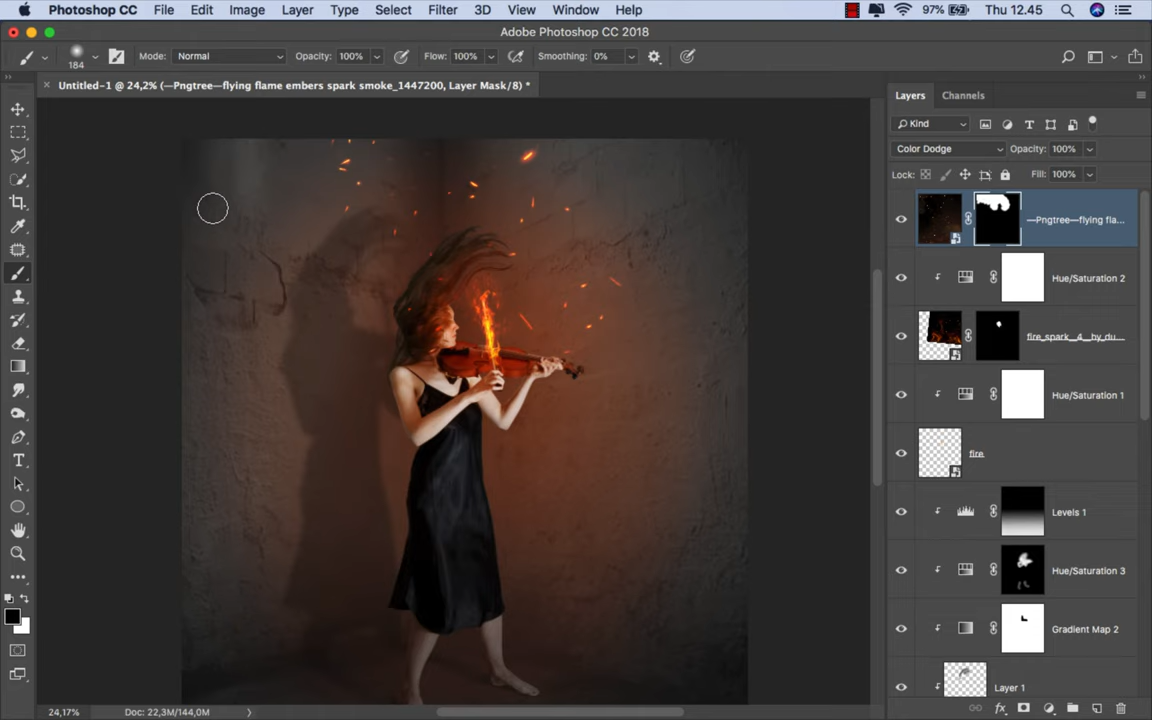 Photoshop CC File Edit Image Layer Type Select Filter 3D View Window Help 97% Thu 12.45
Adobe Photoshop CC 2018
184 Mode: Normal Opacity: 100% Flow: 100% Smoothing: 0%
Untitled-1 @ 24,2% (—Pngtree—flying flame embers spark smoke_1447200, Layer Mask/8) *
Layers Channels
Kind
Color Dodge Opacity: 100%
Lock: Fill: 100%
—Pngtree—flying fla...
Hue/Saturation 2
fire_spark__4__by_du...
Hue/Saturation 1
fire
Levels 1
Hue/Saturation 3
Gradient Map 2
Layer 1
24,17% Doc: 22,3M/144,0M